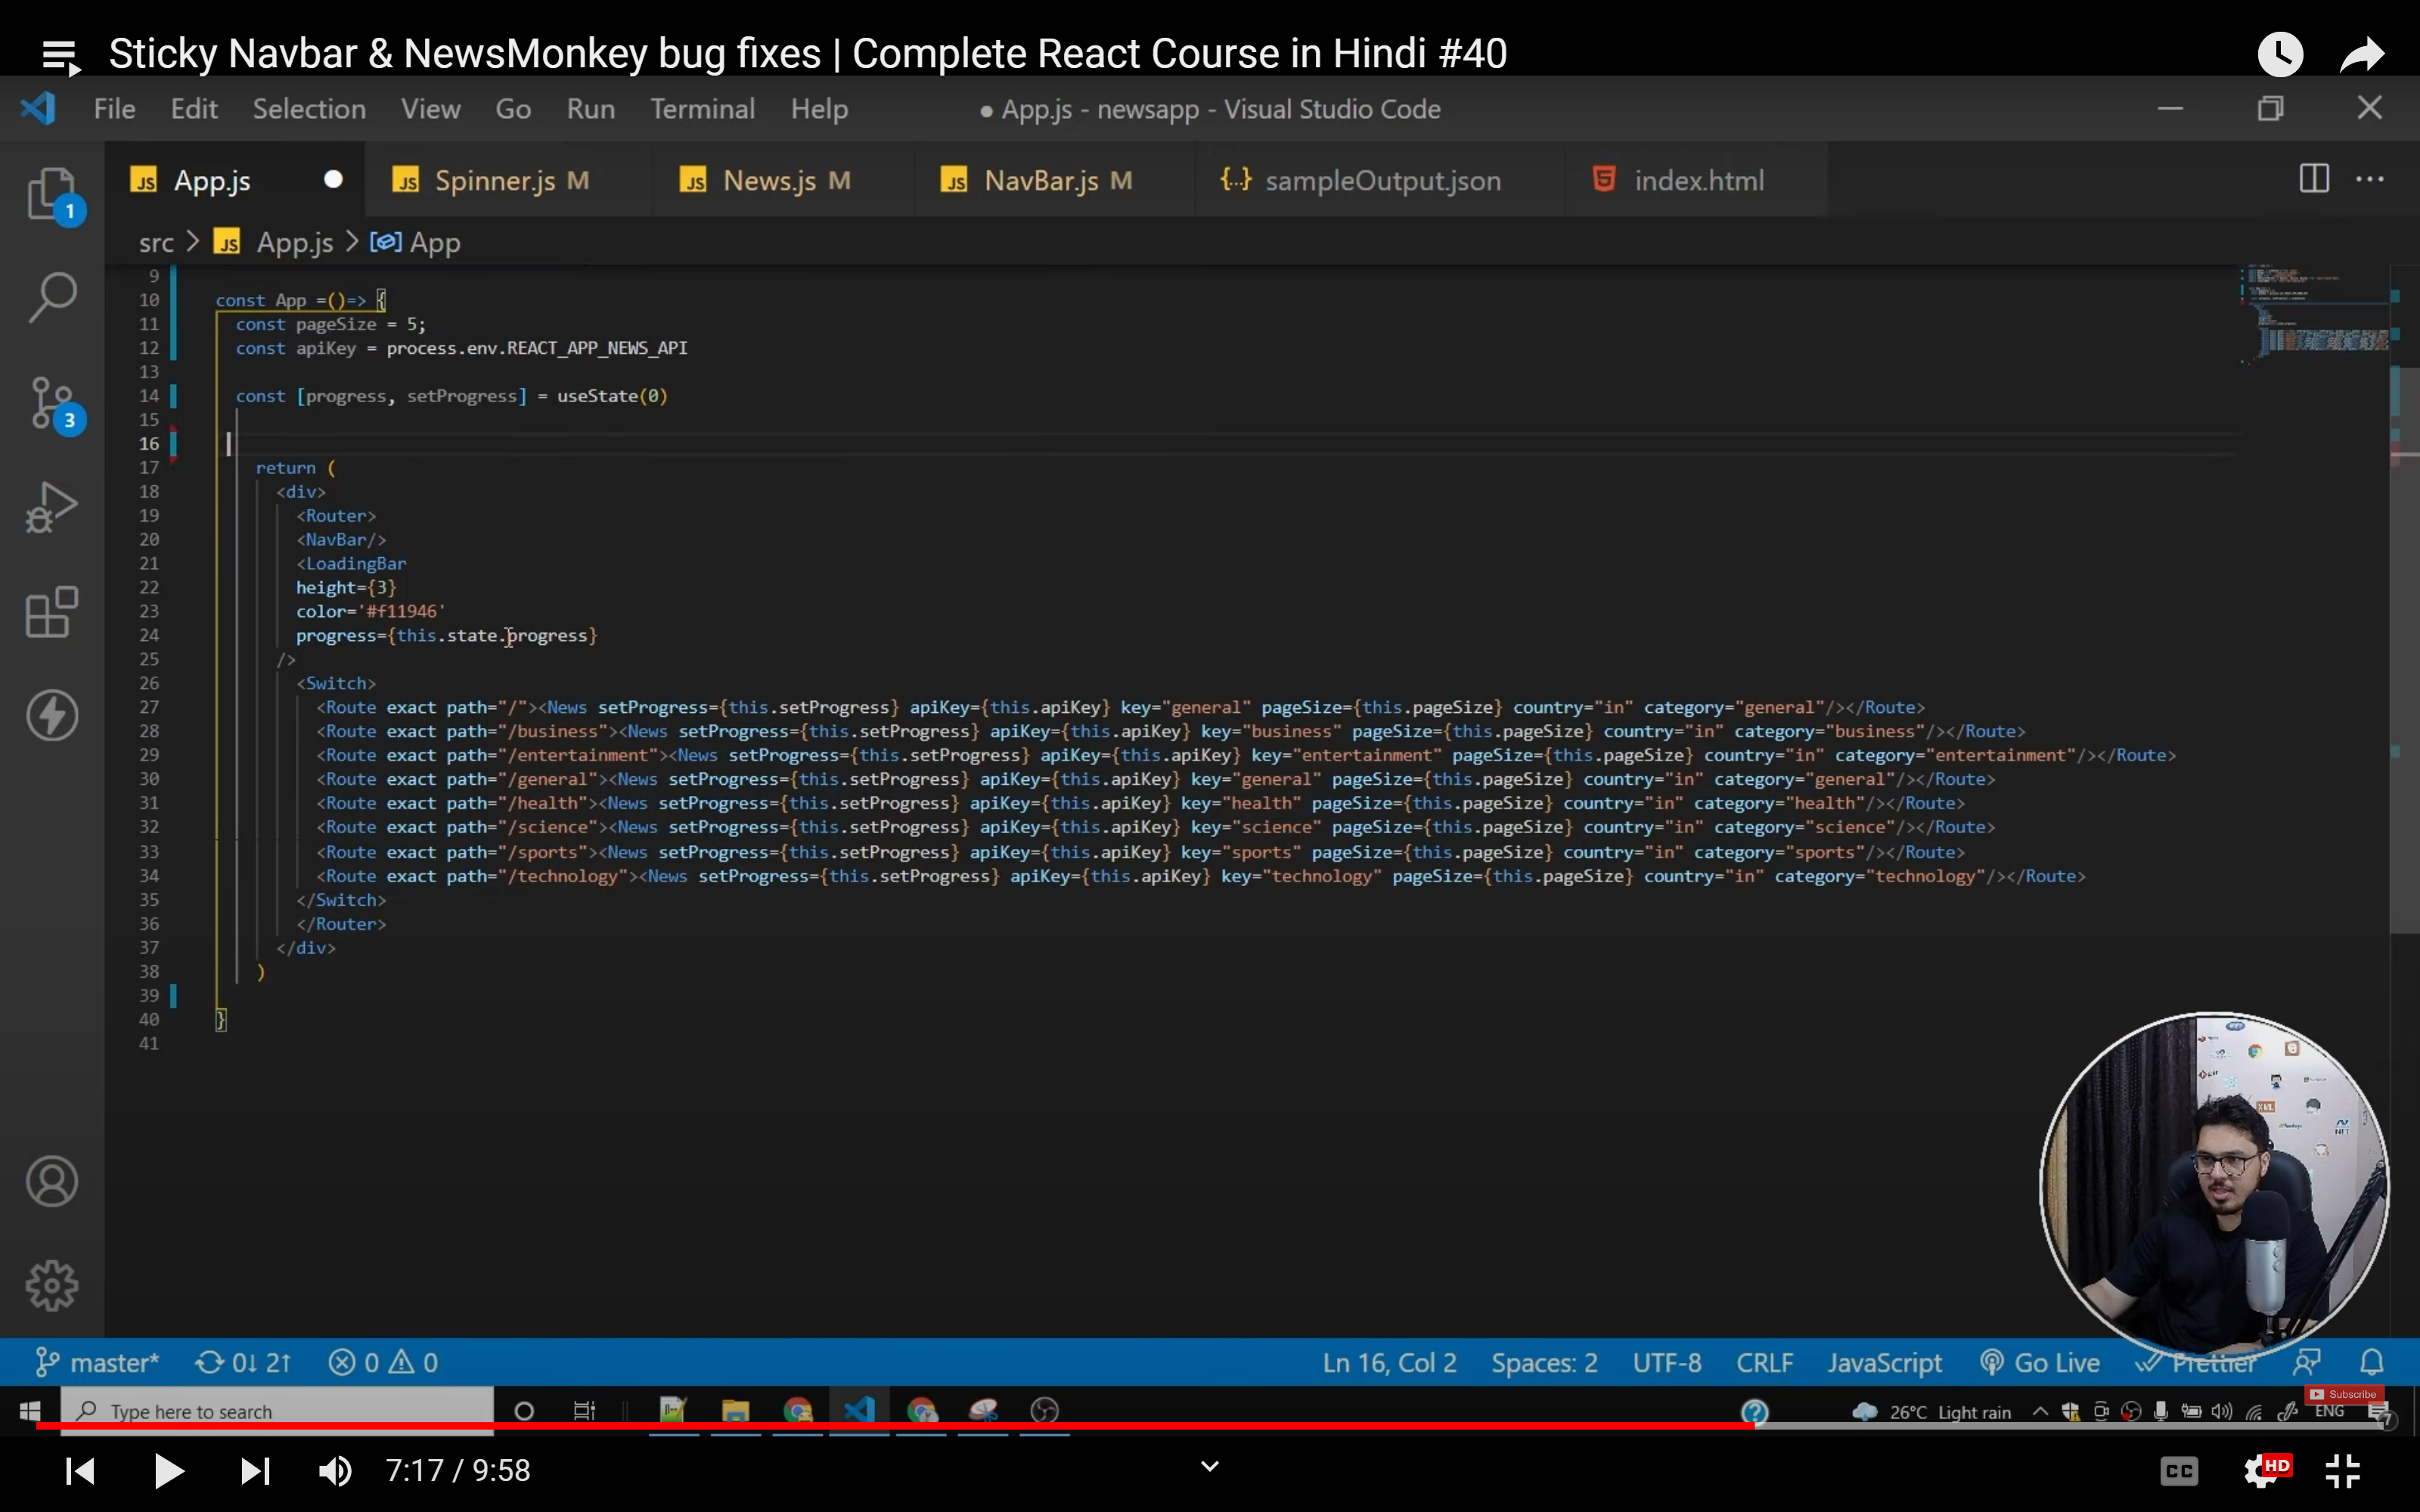 Sticky Navbar & NewsMonkey bug fixes | Complete React Course in Hindi #40
File Edit Selection View Go Run Terminal Help ● App.js - newsapp - Visual Studio Code
JS App.js JS Spinner.js M JS News.js M JS NavBar.js M {..} sampleOutput.json 5 index.html
src > JS App.js > App
1
3
9
10 const App =()=> {
11 const pageSize = 5;
12 const apiKey = process.env.REACT_APP_NEWS_API
13
14 const [progress, setProgress] = useState(0)
15
16
17 return (
18 <div>
19 <Router>
20 <NavBar/>
21 <LoadingBar
22 height={3}
23 color='#f11946'
24 progress={this.state.progress}
25 />
26 <Switch>
27 <Route exact path="/"><News setProgress={this.setProgress} apiKey={this.apiKey} key="general" pageSize={this.pageSize} country="in" category="general"/></Route>
28 <Route exact path="/business"><News setProgress={this.setProgress} apiKey={this.apiKey} key="business" pageSize={this.pageSize} country="in" category="business"/></Route>
29 <Route exact path="/entertainment"><News setProgress={this.setProgress} apiKey={this.apiKey} key="entertainment" pageSize={this.pageSize} country="in" category="entertainment"/></Route>
30 <Route exact path="/general"><News setProgress={this.setProgress} apiKey={this.apiKey} key="general" pageSize={this.pageSize} country="in" category="general"/></Route>
31 <Route exact path="/health"><News setProgress={this.setProgress} apiKey={this.apiKey} key="health" pageSize={this.pageSize} country="in" category="health"/></Route>
32 <Route exact path="/science"><News setProgress={this.setProgress} apiKey={this.apiKey} key="science" pageSize={this.pageSize} country="in" category="science"/></Route>
33 <Route exact path="/sports"><News setProgress={this.setProgress} apiKey={this.apiKey} key="sports" pageSize={this.pageSize} country="in" category="sports"/></Route>
34 <Route exact path="/technology"><News setProgress={this.setProgress} apiKey={this.apiKey} key="technology" pageSize={this.pageSize} country="in" category="technology"/></Route>
35 </Switch>
36 </Router>
37 </div>
38 )
39
40 }
41
master* 0↓ 2↑ 0 0 Ln 16, Col 2 Spaces: 2 UTF-8 CRLF JavaScript Go Live Prettier
Subscribe
Type here to search 26°C Light rain ENG 7
7:17 / 9:58 CC HD